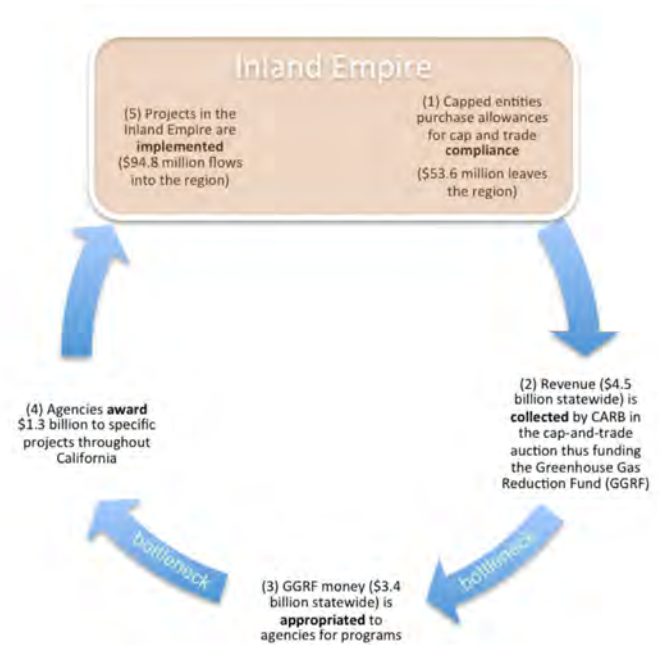 Inland Empire
(5) Projects in the
Inland Empire are
implemented
($94.8 million flows
into the region)
(1) Capped entities
purchase allowances
for cap and trade
compliance
($53.6 million leaves
the region)
(2) Revenue ($4.5
billion statewide) is
collected by CARB in
the cap-and-trade
auction thus funding
the Greenhouse Gas
Reduction Fund (GGRF)
bottleneck
(3) GGRF money ($3.4
billion statewide) is
appropriated to
agencies for programs
bottleneck
(4) Agencies award
$1.3 billion to specific
projects throughout
California